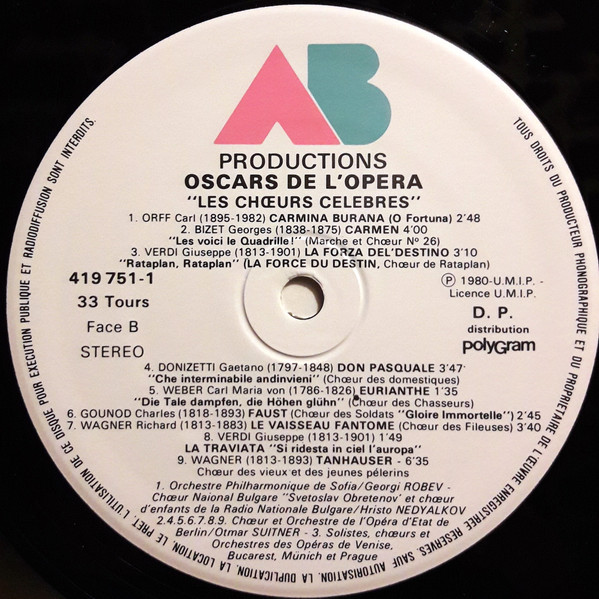 AB
PRODUCTIONS
OSCARS DE L'OPERA
"LES CHŒURS CELEBRES"
1. ORFF Carl (1895-1982) CARMINA BURANA (O Fortuna) 2'48
2. BIZET Georges (1838-1875) CARMEN 4'00
"Les voici le Quadrille!" (Marche et Chœur N° 26)
3. VERDI Giuseppe (1813-1901) LA FORZA DEL'DESTINO 3'10
"Rataplan, Rataplan" (LA FORCE DU DESTIN, Chœur de Rataplan)
419 751-1
33 Tours
Face B
STEREO
Ⓟ 1980-U.M.I.P. -
Licence U.M.I.P.
D. P.
distribution
polyGram
4. DONIZETTI Gaetano (1797-1848) DON PASQUALE 3'47
"Che interminabile andinvieni" (Chœur des domestiques)
5. WEBER Carl Maria von (1786-1826) EURIANTHE 1'35
"Die Tale dampfen, die Höhen glühn" (Chœur des Chasseurs)
6. GOUNOD Charles (1818-1893) FAUST (Chœur des Soldats "Gloire Immortelle") 2'45
7. WAGNER Richard (1813-1883) LE VAISSEAU FANTOME (Chœur des Fileuses) 3'40
8. VERDI Giuseppe (1813-1901) 1'49
LA TRAVIATA "Si ridesta in ciel l'auropa"
9. WAGNER (1813-1893) TANHAUSER - 6'35
Chœur des vieux et des jeunes pélerins
1. Orchestre Philharmonique de Sofia/Georgi ROBEV -
Chœur Naional Bulgare "Svetoslav Obretenov' et chœur
d'enfants de la Radio Nationale Bulgare/Hristo NEDYALKOV
2.4.5.6.7.8.9. Chœur et Orchestre de l'Opéra d'Etat de
Berlin/Otmar SUITNER - 3. Solistes, chœurs et
Orchestres des Opéras de Venise,
Bucarest, Münich et Prague
TOUS DROITS DU PRODUCTEUR PHONOGRAPHIQUE ET DU PROPRIETAIRE DE L'ŒUVRE ENREGISTREE RESERVES. SAUF AUTORISATION. LA DUPLICATION. LA LOCATION. LE PRET. L'UTILISATION DE CE DISQUE POUR EXECUTION PUBLIQUE ET RADIODIFFUSION SONT INTERDITS.